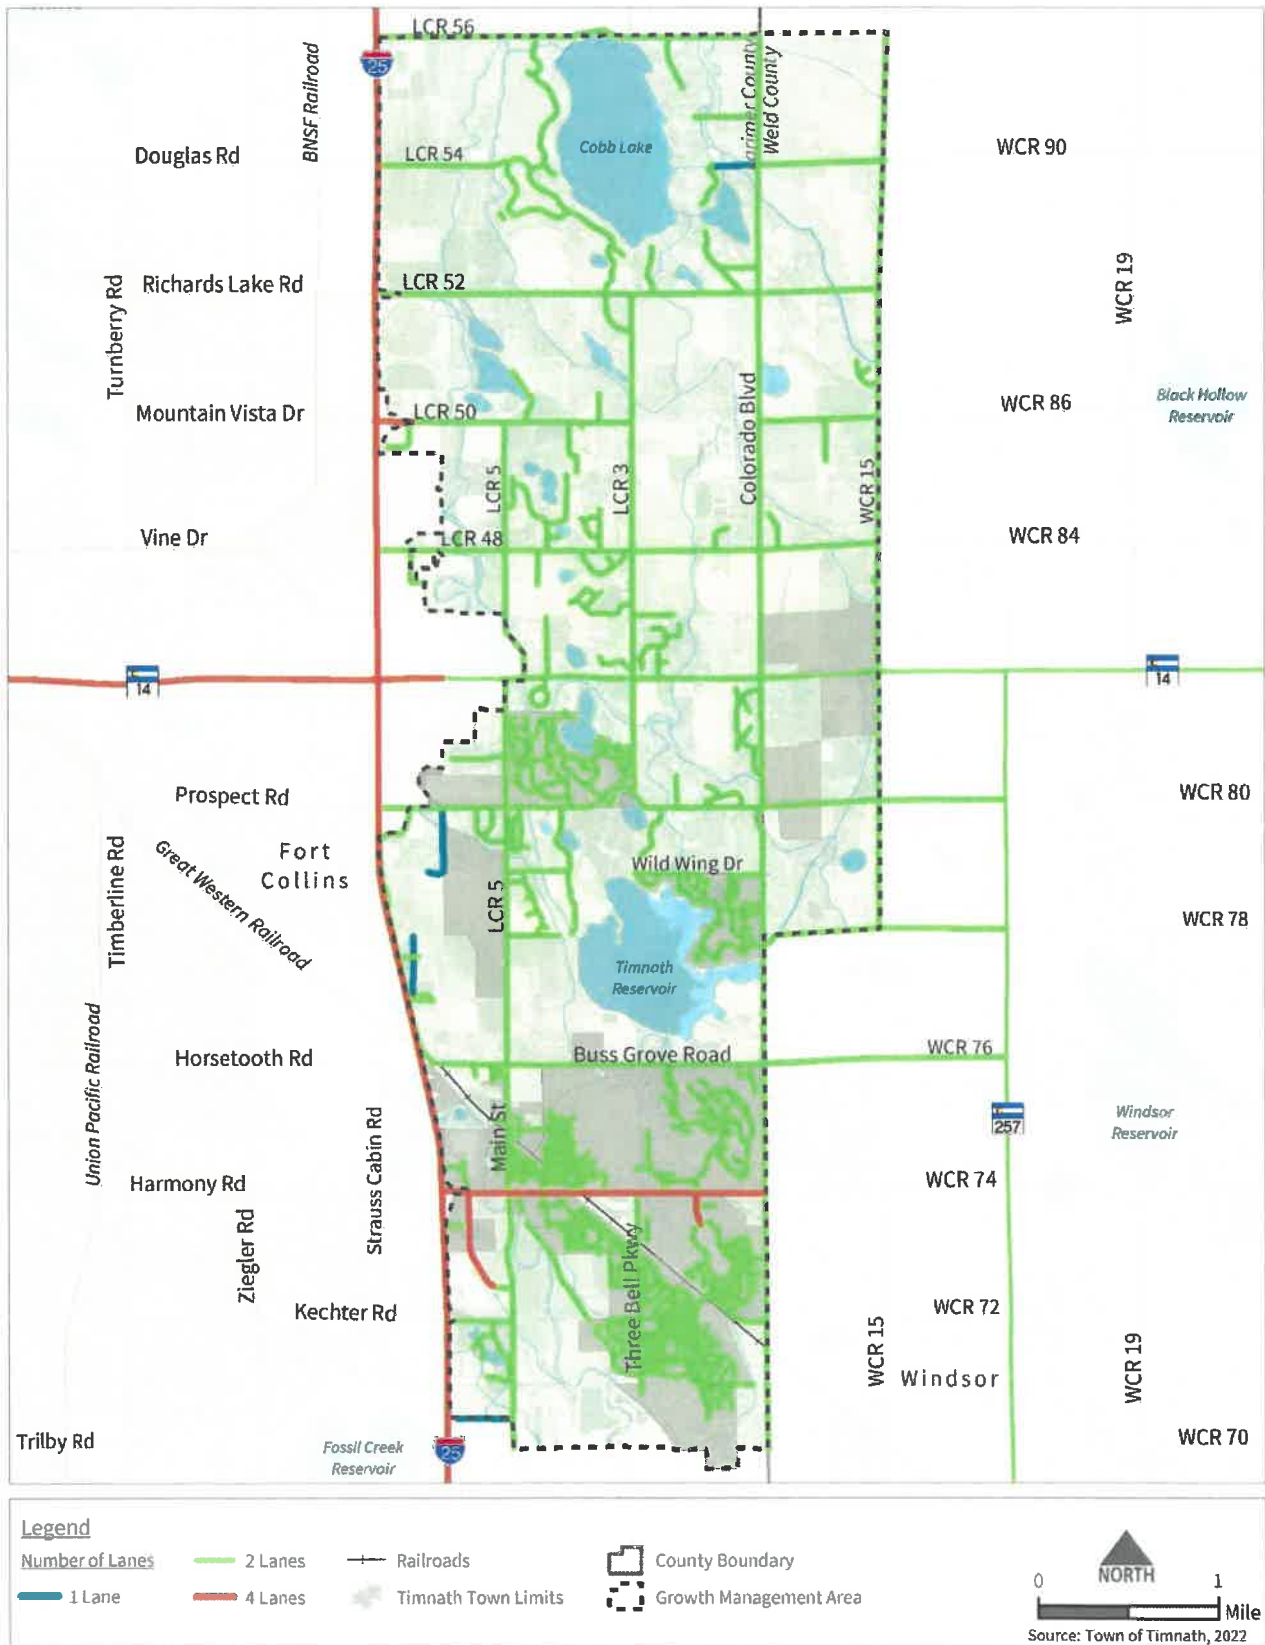 LCR 56
25
BNSF Railroad
Larimer County
Weld County
Cobb Lake
Douglas Rd
LCR 54
WCR 90
Turnberry Rd
Richards Lake Rd
LCR 52
WCR 19
Mountain Vista Dr
LCR 50
Colorado Blvd
WCR 86
Black Hollow
Reservoir
LCR 5
LCR 3
WCR 15
Vine Dr
LCR 48
WCR 84
14
14
Prospect Rd
WCR 80
Timberline Rd
Great Western Railroad
Fort
Collins
Wild Wing Dr
LCR 5
WCR 78
Timnath
Reservoir
Union Pacific Railroad
Horsetooth Rd
Buss Grove Road
WCR 76
Strauss Cabin Rd
Main St
257
Windsor
Reservoir
Harmony Rd
WCR 74
Ziegler Rd
Three Bell Pkwy
Kechter Rd
WCR 72
WCR 15
Windsor
WCR 19
Trilby Rd
Fossil Creek
Reservoir
25
WCR 70
Legend
Number of Lanes
2 Lanes
Railroads
County Boundary
1 Lane
4 Lanes
Timnath Town Limits
Growth Management Area
NORTH
0 1
Mile
Source: Town of Timnath, 2022